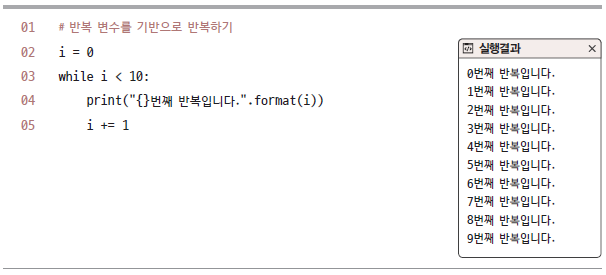 01 # 반복 변수를 기반으로 반복하기
02 i = 0
03 while i < 10:
04 print("{}번째 반복입니다.".format(i))
05 i += 1
실행결과
0번째 반복입니다.
1번째 반복입니다.
2번째 반복입니다.
3번째 반복입니다.
4번째 반복입니다.
5번째 반복입니다.
6번째 반복입니다.
7번째 반복입니다.
8번째 반복입니다.
9번째 반복입니다.